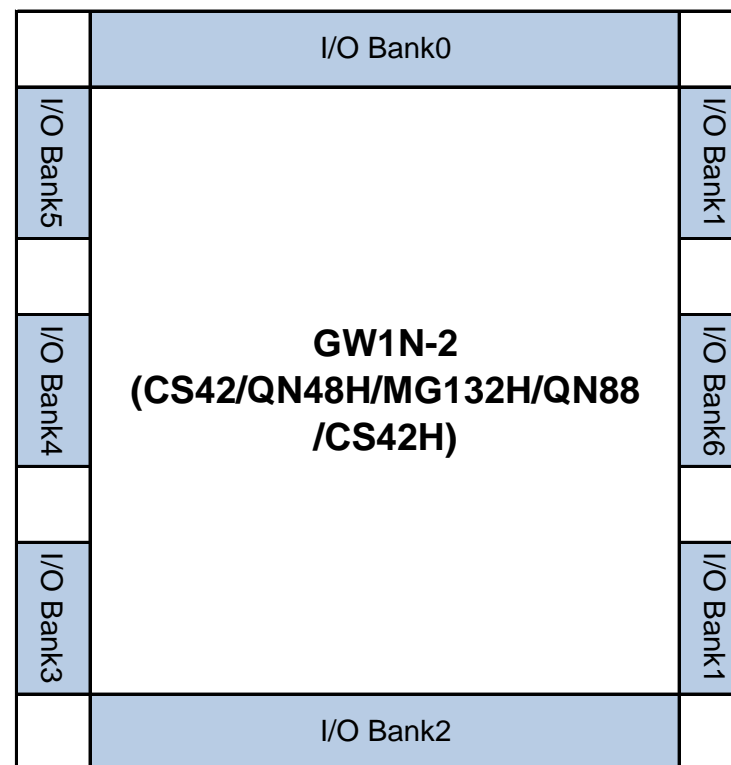 I/O Bank0
I/O Bank5
I/O Bank1
GW1N-2
(CS42/QN48H/MG132H/QN88
/CS42H)
I/O Bank4
I/O Bank6
I/O Bank3
I/O Bank1
I/O Bank2